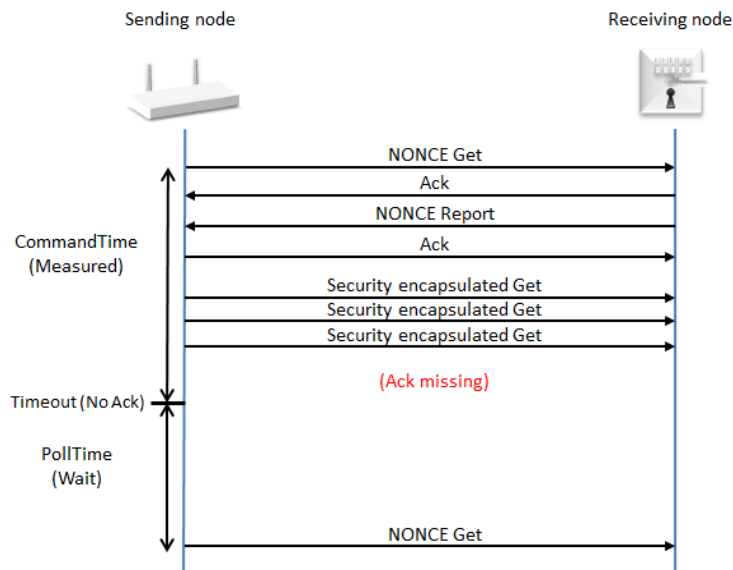 Sending node
Receiving node
NONCE Get
Ack
NONCE Report
CommandTime
(Measured)
Ack
Security encapsulated Get
Security encapsulated Get
Security encapsulated Get
(Ack missing)
Timeout (No Ack)
PollTime
(Wait)
NONCE Get